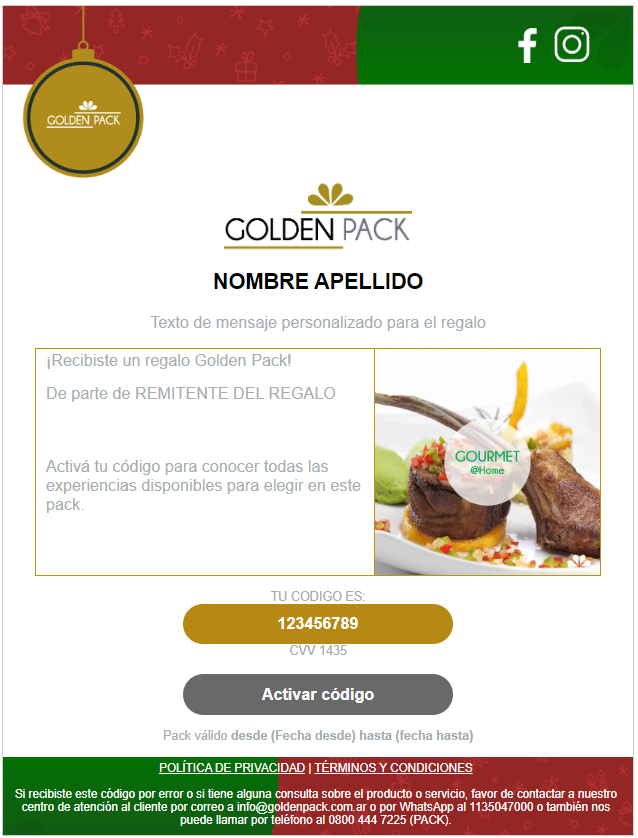 GOLDEN PACK
GOLDEN PACK
NOMBRE APELLIDO
Texto de mensaje personalizado para el regalo
¡Recibiste un regalo Golden Pack!
De parte de REMITENTE DEL REGALO
Activá tu código para conocer todas las
experiencias disponibles para elegir en este
pack.
GOURMET
@Home
TU CODIGO ES:
123456789
CVV 1435
Activar código
Pack válido desde (Fecha desde) hasta (fecha hasta)
POLÍTICA DE PRIVACIDAD | TÉRMINOS Y CONDICIONES
Si recibiste este código por error o si tiene alguna consulta sobre el producto o servicio, favor de contactar a nuestro
centro de atención al cliente por correo a info@goldenpack.com.ar o por WhatsApp al 1135047000 o también nos
puede llamar por teléfono al 0800 444 7225 (PACK).